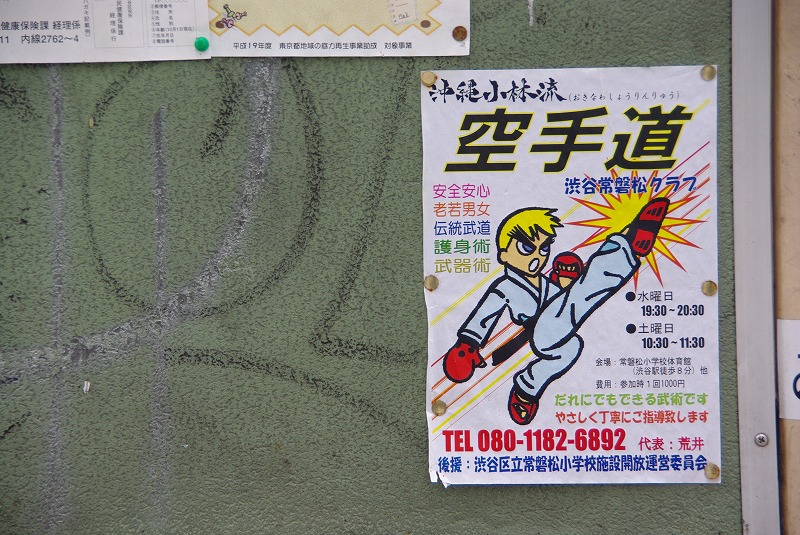 健康保険課 経理係
11 内線2762~4
平成19年度 東京都地域の底力再生事業助成 対象事業
沖縄小林流(おきなわしょうりんりゅう)
空手道
渋谷常磐松クラブ
安全安心
老若男女
伝統武道
護身術
武器術
●水曜日
19:30~20:30
●土曜日
10:30~11:30
会場:常磐松小学校体育館
(渋谷駅徒歩8分)他
費用:参加時1回1000円
だれにでもできる武術です
やさしく丁寧にご指導致します
TEL 080-1182-6892 代表:荒井
後援:渋谷区立常磐松小学校施設開放運営委員会